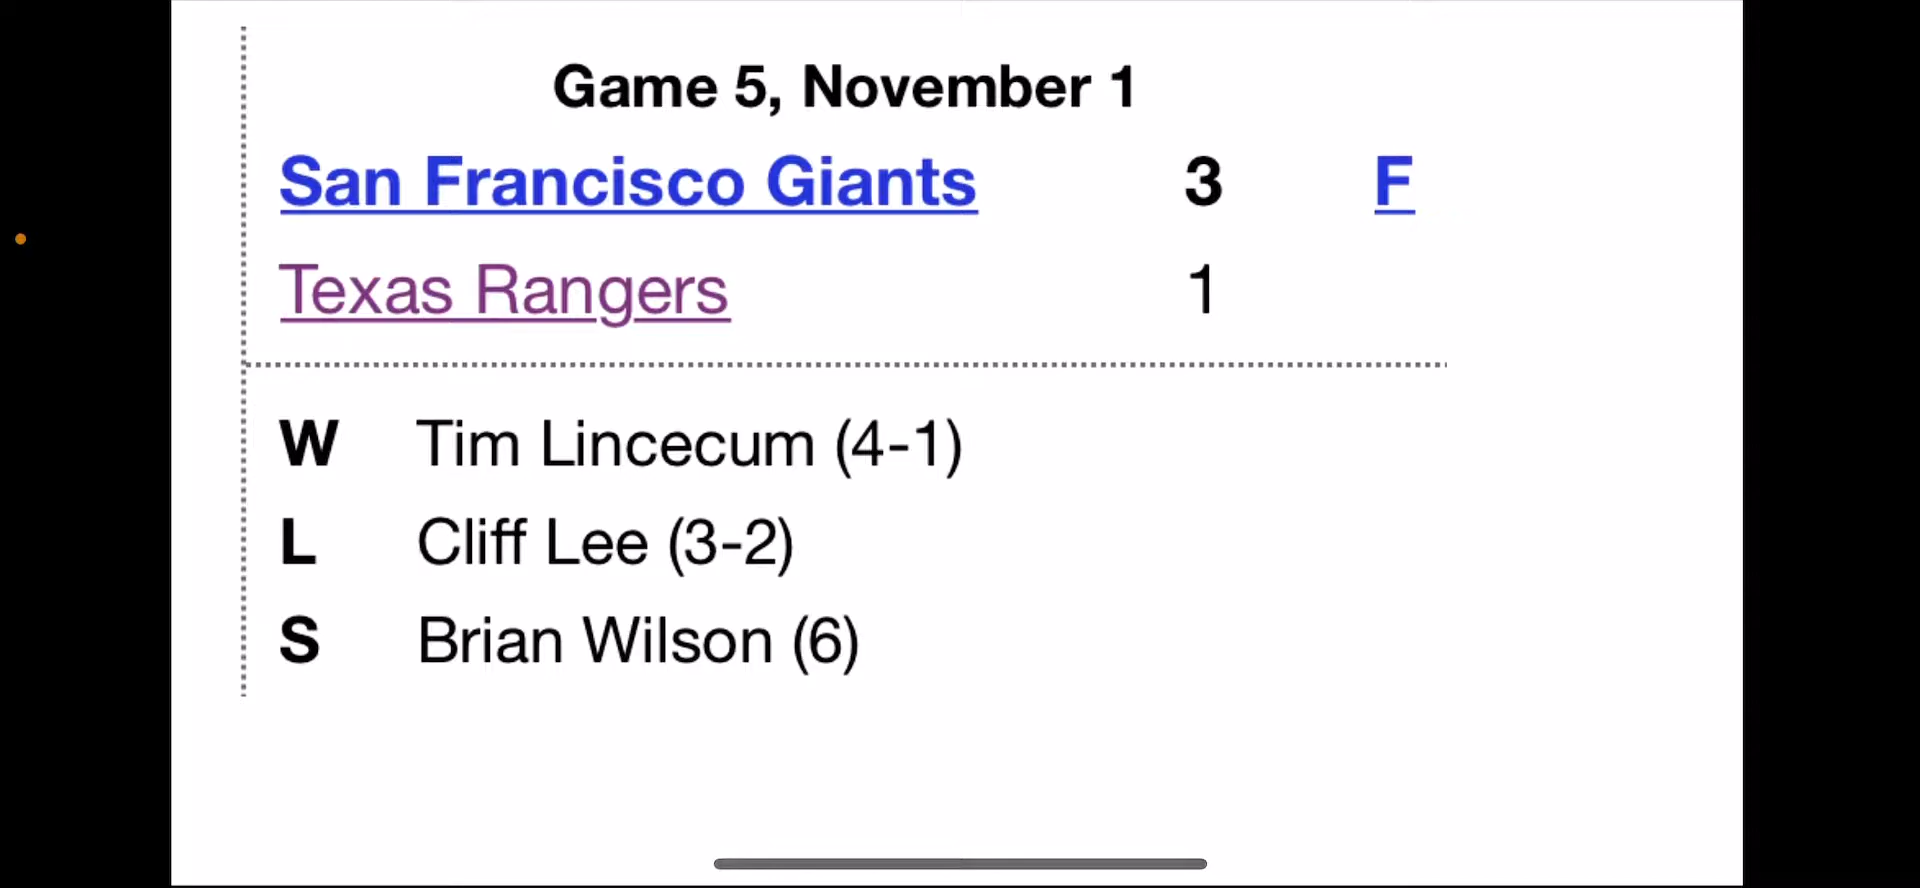 Game 5, November 1
San Francisco Giants 3 F
Texas Rangers 1
W Tim Lincecum (4-1)
L Cliff Lee (3-2)
S Brian Wilson (6)